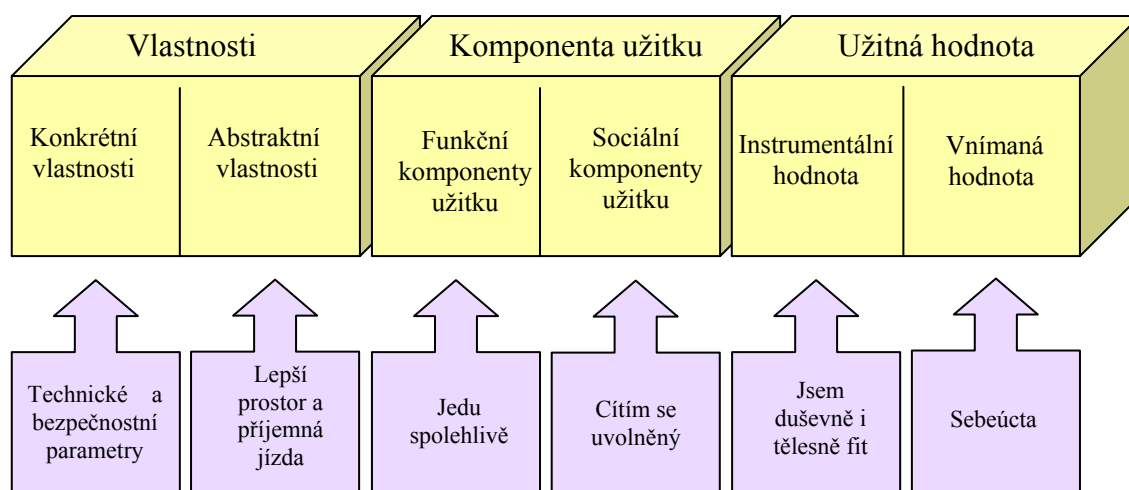 Vlastnosti
Komponenta užitku
Užitná hodnota
Konkrétní
vlastnosti
Abstraktní
vlastnosti
Funkční
komponenty
užitku
Sociální
komponenty
užitku
Instrumentální
hodnota
Vnímaná
hodnota
Technické a
bezpečnostní
parametry
Lepší
prostor a
příjemná
jízda
Jedu
spolehlivě
Cítím se
uvolněný
Jsem
duševně i
tělesně fit
Sebeúcta